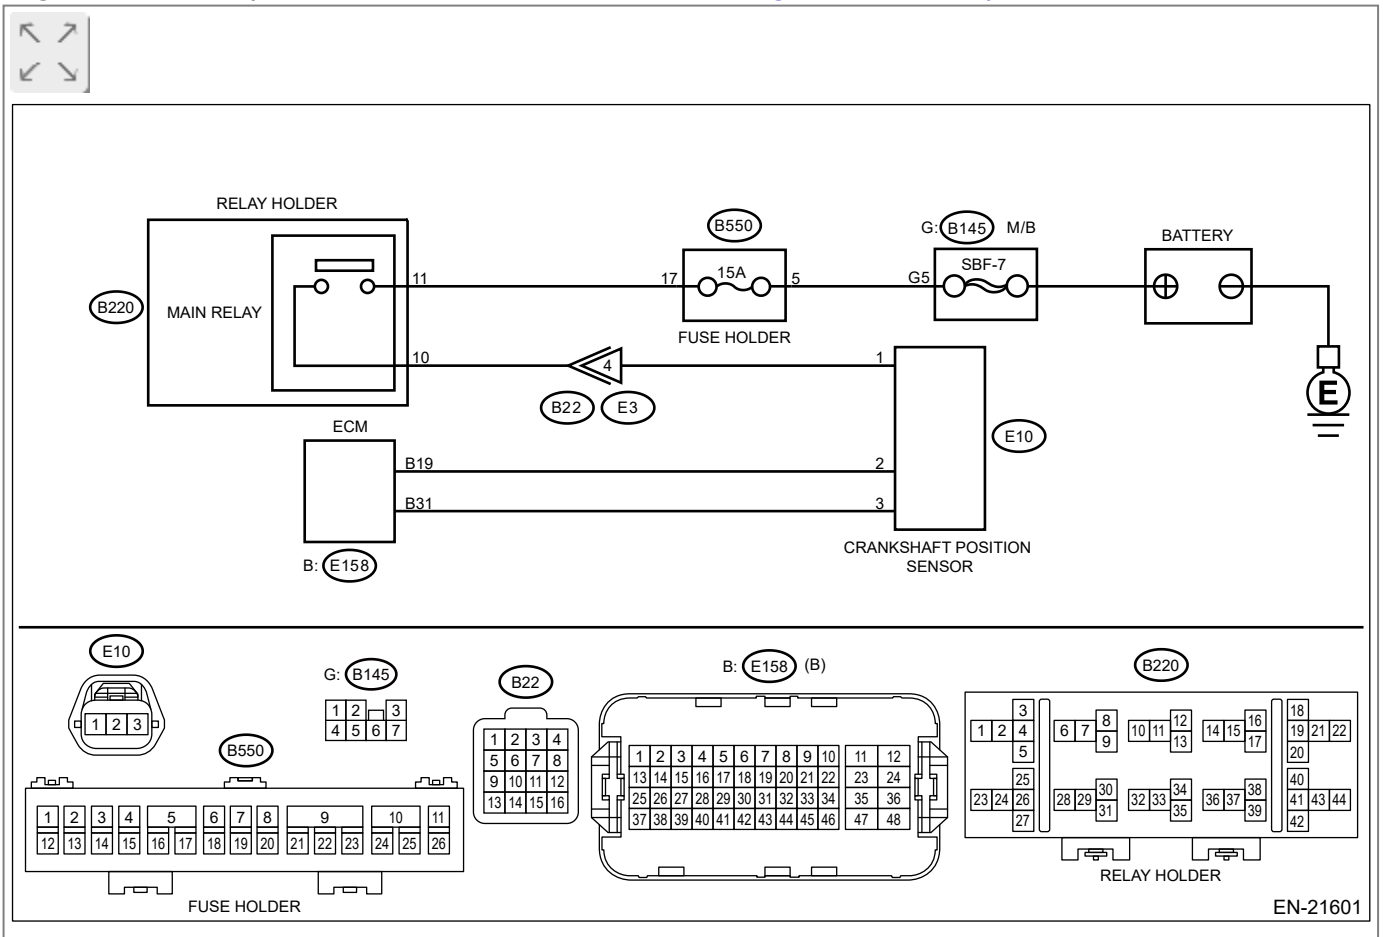 RELAY HOLDER
B550
G: B145 M/B
BATTERY
SBF-7
15A
11
17
5
G5
B220
MAIN RELAY
FUSE HOLDER
10
4
1
B22
E3
E
ECM
E10
B19
2
B31
3
CRANKSHAFT POSITION
SENSOR
B: E158
E10
G: B145
B22
B: E158 (B)
B220
1 2 3
1 2 3
4 5 6 7
B550
1 2 3 4 5 6 7 8 9 10 11
12 13 14 15 16 17 18 19 20 21 22 23 24 25 26
FUSE HOLDER
1 2 3 4
5 6 7 8
9 10 11 12
13 14 15 16
1 2 3 4 5 6 7 8 9 10 11 12
13 14 15 16 17 18 19 20 21 22 23 24
25 26 27 28 29 30 31 32 33 34 35 36
37 38 39 40 41 42 43 44 45 46 47 48
3 8 12 16 18
1 2 4 6 7 10 11 14 15 19 21 22
5 9 13 17 20
25 30 34 38 40
23 24 26 28 29 32 33 36 37 41 43 44
27 31 35 39 42
RELAY HOLDER
EN-21601